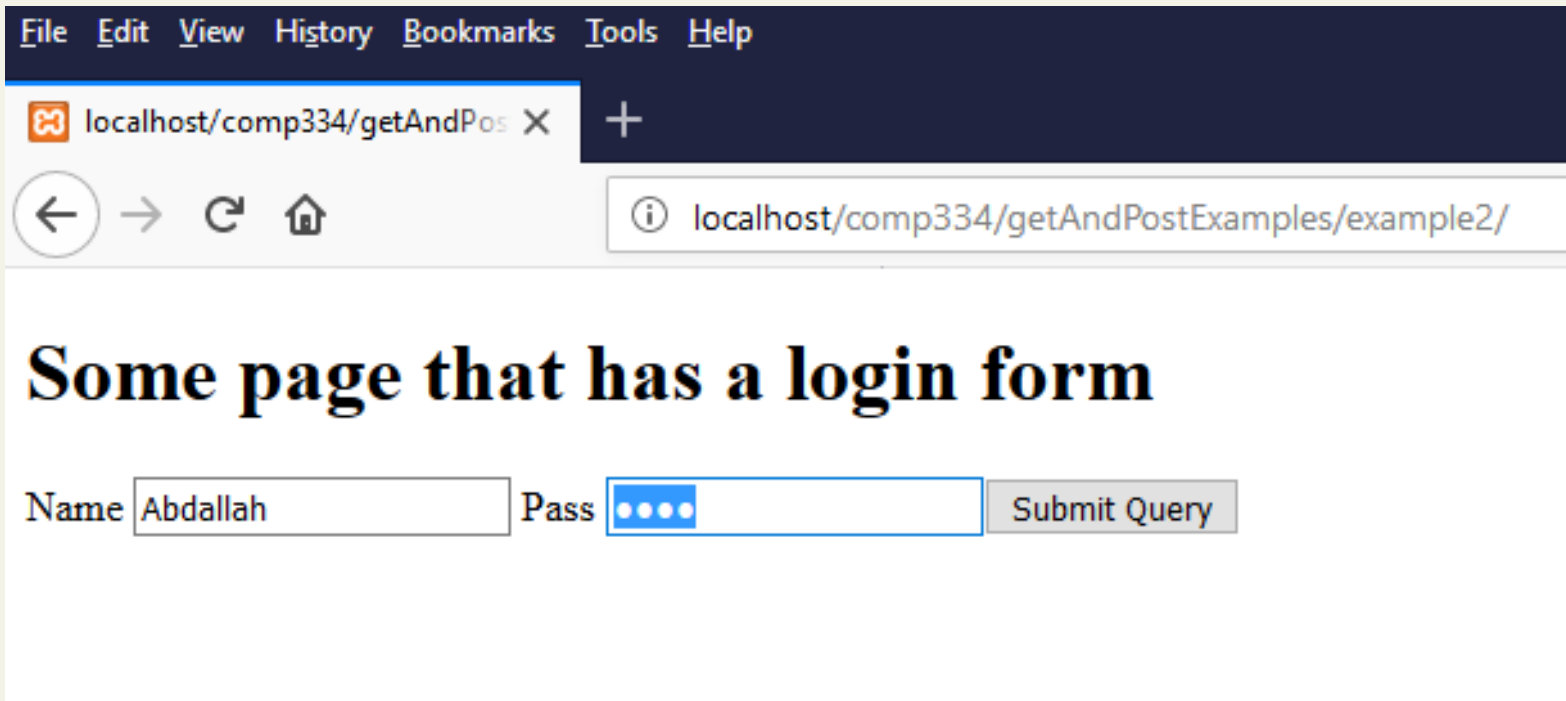 File Edit View History Bookmarks Tools Help
localhost/comp334/getAndPos
localhost/comp334/getAndPostExamples/example2/
Some page that has a login form
Name Abdallah Pass •••• Submit Query